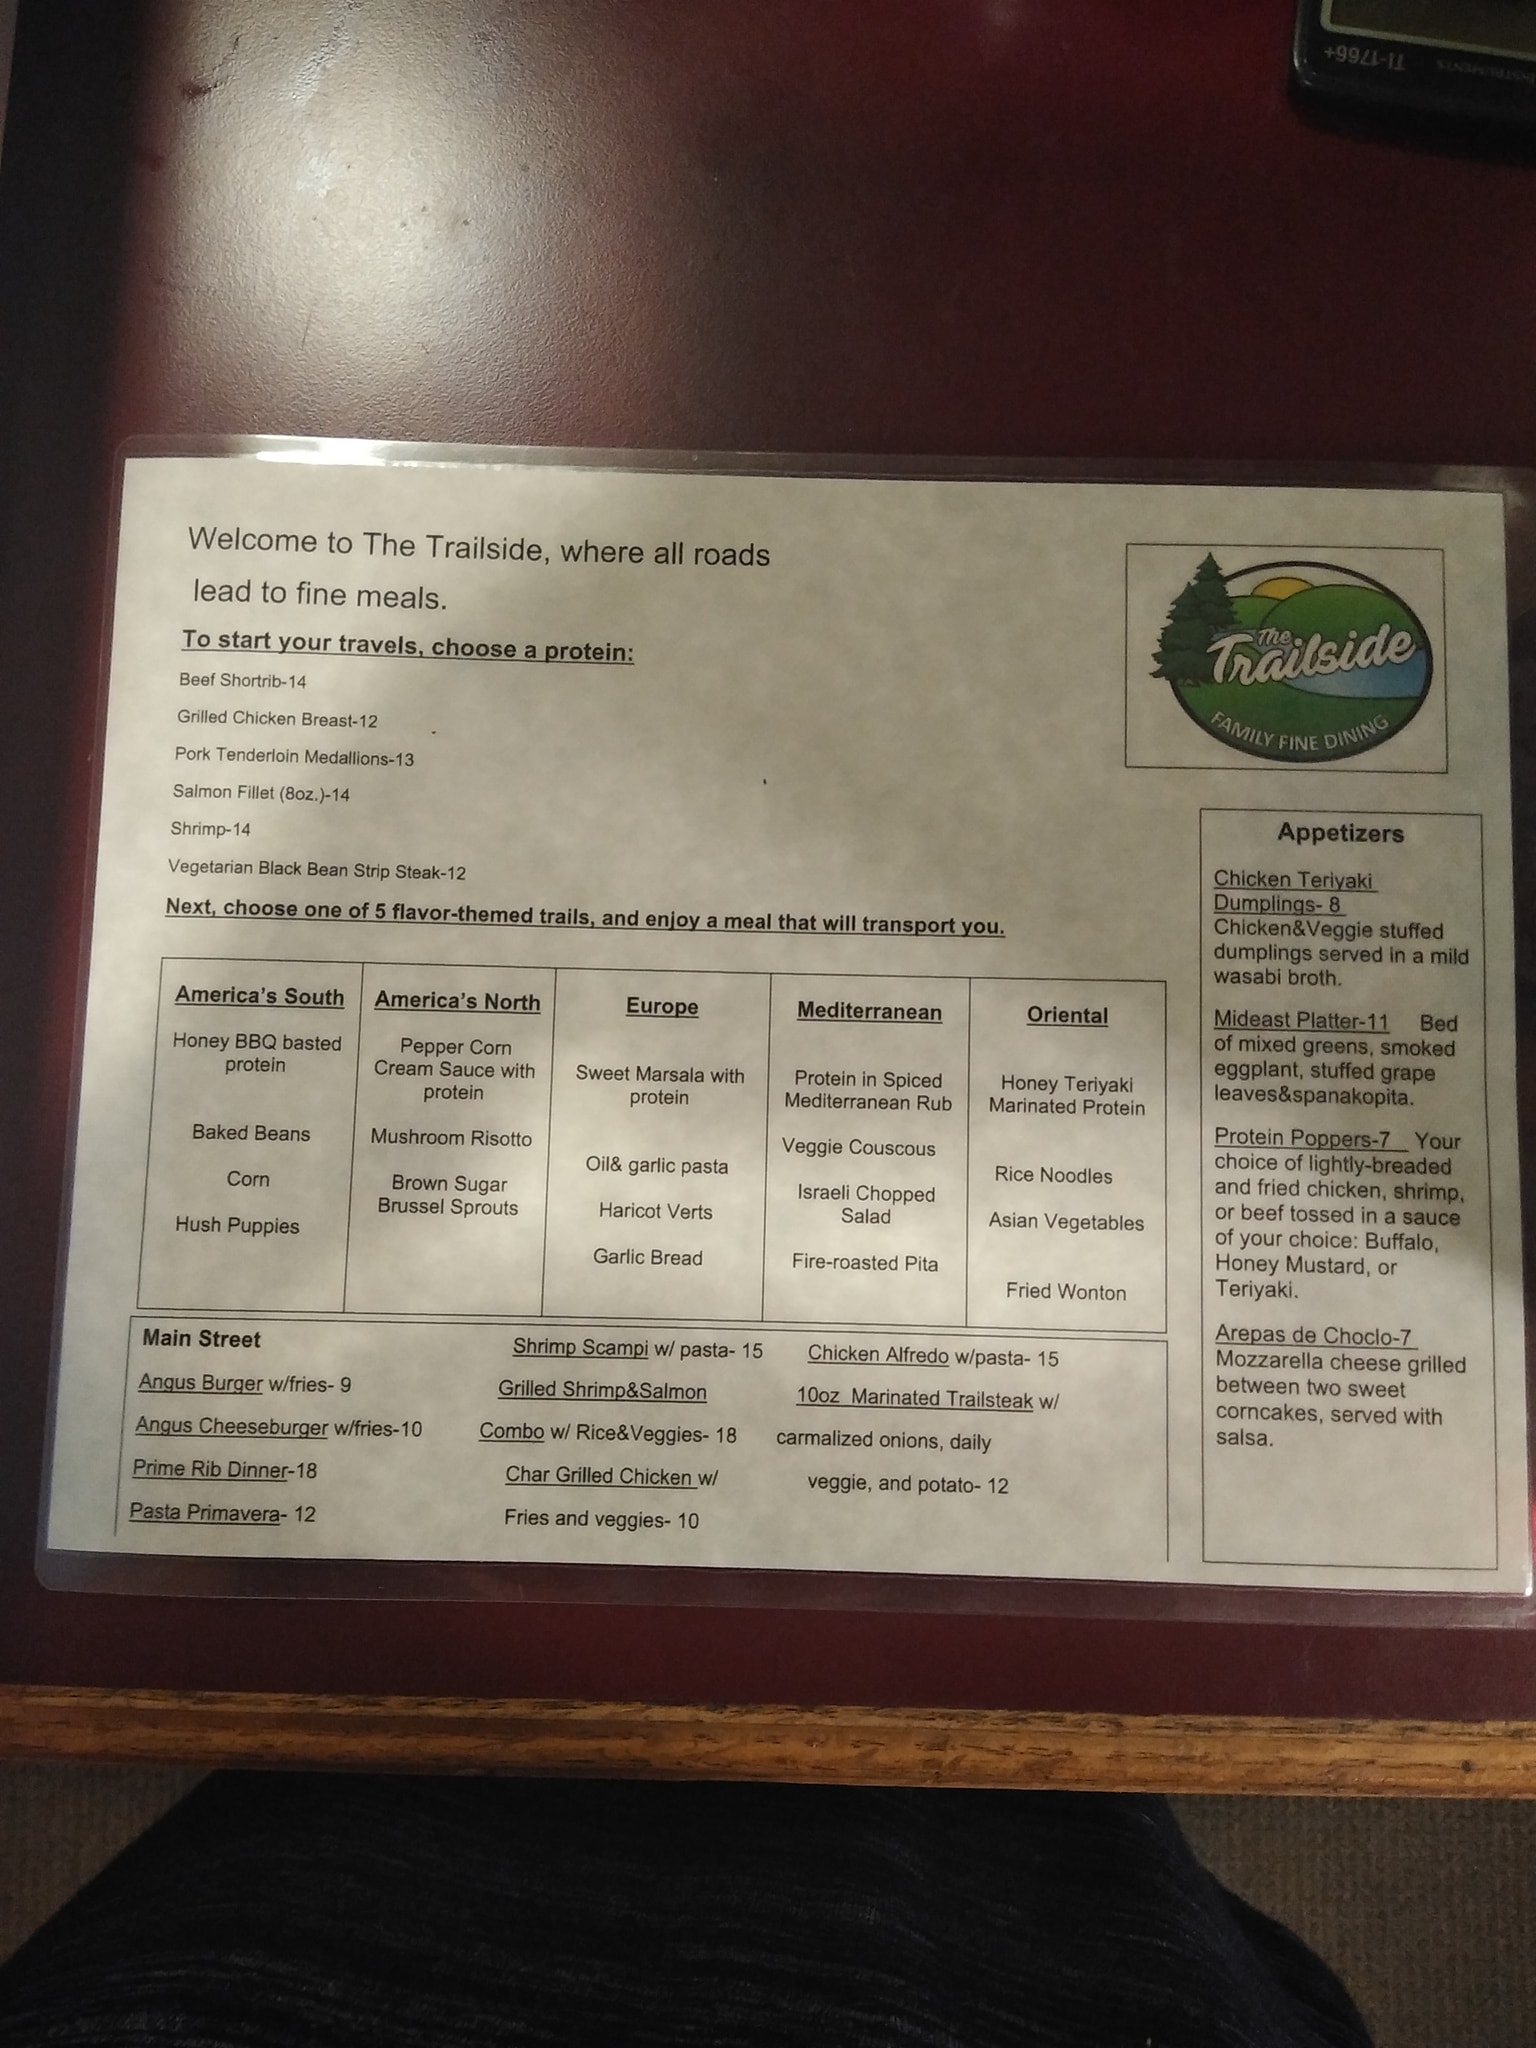 TI-1766+
INSTRUMENTS
Welcome to The Trailside, where all roads
lead to fine meals.
The
Trailside
FAMILY FINE DINING
To start your travels, choose a protein:
Beef Shortrib-14
Grilled Chicken Breast-12
Pork Tenderloin Medallions-13
Salmon Fillet (8oz.)-14
Shrimp-14
Vegetarian Black Bean Strip Steak-12
Next, choose one of 5 flavor-themed trails, and enjoy a meal that will transport you.
America's South
Honey BBQ basted
protein
Baked Beans
Corn
Hush Puppies
America's North
Pepper Corn
Cream Sauce with
protein
Mushroom Risotto
Brown Sugar
Brussel Sprouts
Europe
Sweet Marsala with
protein
Oil& garlic pasta
Haricot Verts
Garlic Bread
Mediterranean
Protein in Spiced
Mediterranean Rub
Veggie Couscous
Israeli Chopped
Salad
Fire-roasted Pita
Oriental
Honey Teriyaki
Marinated Protein
Rice Noodles
Asian Vegetables
Fried Wonton
Main Street
Angus Burger w/fries- 9
Angus Cheeseburger w/fries-10
Prime Rib Dinner-18
Pasta Primavera- 12
Shrimp Scampi w/ pasta- 15
Grilled Shrimp&Salmon
Combo w/ Rice&Veggies- 18
Char Grilled Chicken w/
Fries and veggies- 10
Chicken Alfredo w/pasta- 15
10oz Marinated Trailsteak w/
carmalized onions, daily
veggie, and potato- 12
Appetizers
Chicken Teriyaki
Dumplings- 8
Chicken&Veggie stuffed
dumplings served in a mild
wasabi broth.
Mideast Platter-11 Bed
of mixed greens, smoked
eggplant, stuffed grape
leaves&spanakopita.
Protein Poppers-7 Your
choice of lightly-breaded
and fried chicken, shrimp,
or beef tossed in a sauce
of your choice: Buffalo,
Honey Mustard, or
Teriyaki.
Arepas de Choclo-7
Mozzarella cheese grilled
between two sweet
corncakes, served with
salsa.